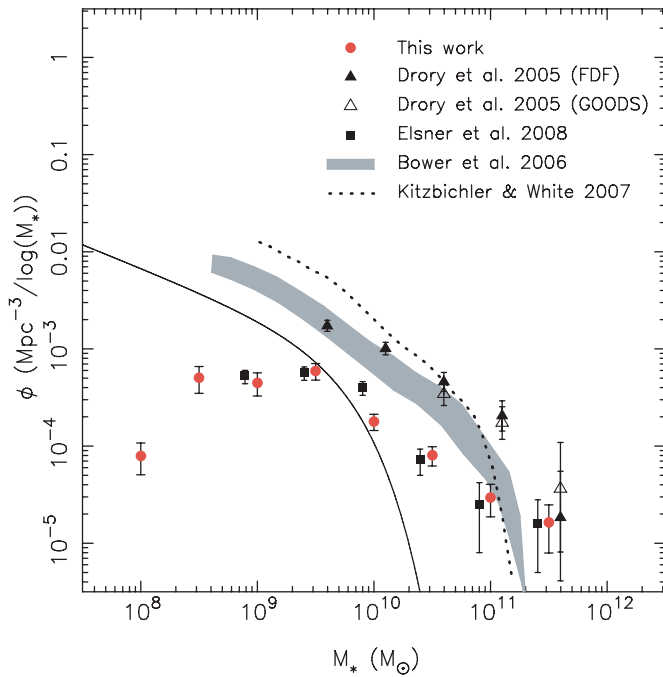 This work
Drory et al. 2005 (FDF)
Drory et al. 2005 (GOODS)
Elsner et al. 2008
Bower et al. 2006
Kitzbichler & White 2007
1
0.1
0.01
10⁻³
10⁻⁴
10⁻⁵
ϕ (Mpc⁻³/log(M*))
10⁸ 10⁹ 10¹⁰ 10¹¹ 10¹²
M* (M⊙)